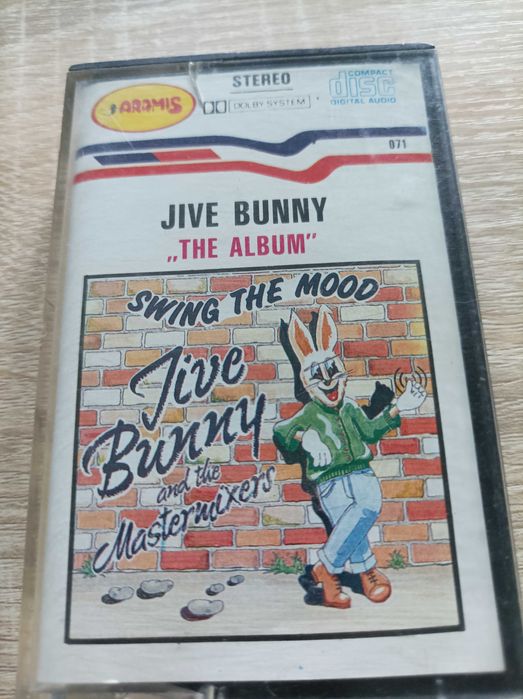 ARAMIS
STEREO
DOLBY SYSTEM
COMPACT
disc
DIGITAL AUDIO
071
JIVE BUNNY
„THE ALBUM"
SWING THE MOOD
Jive
Bunny
and the
Mastermixers